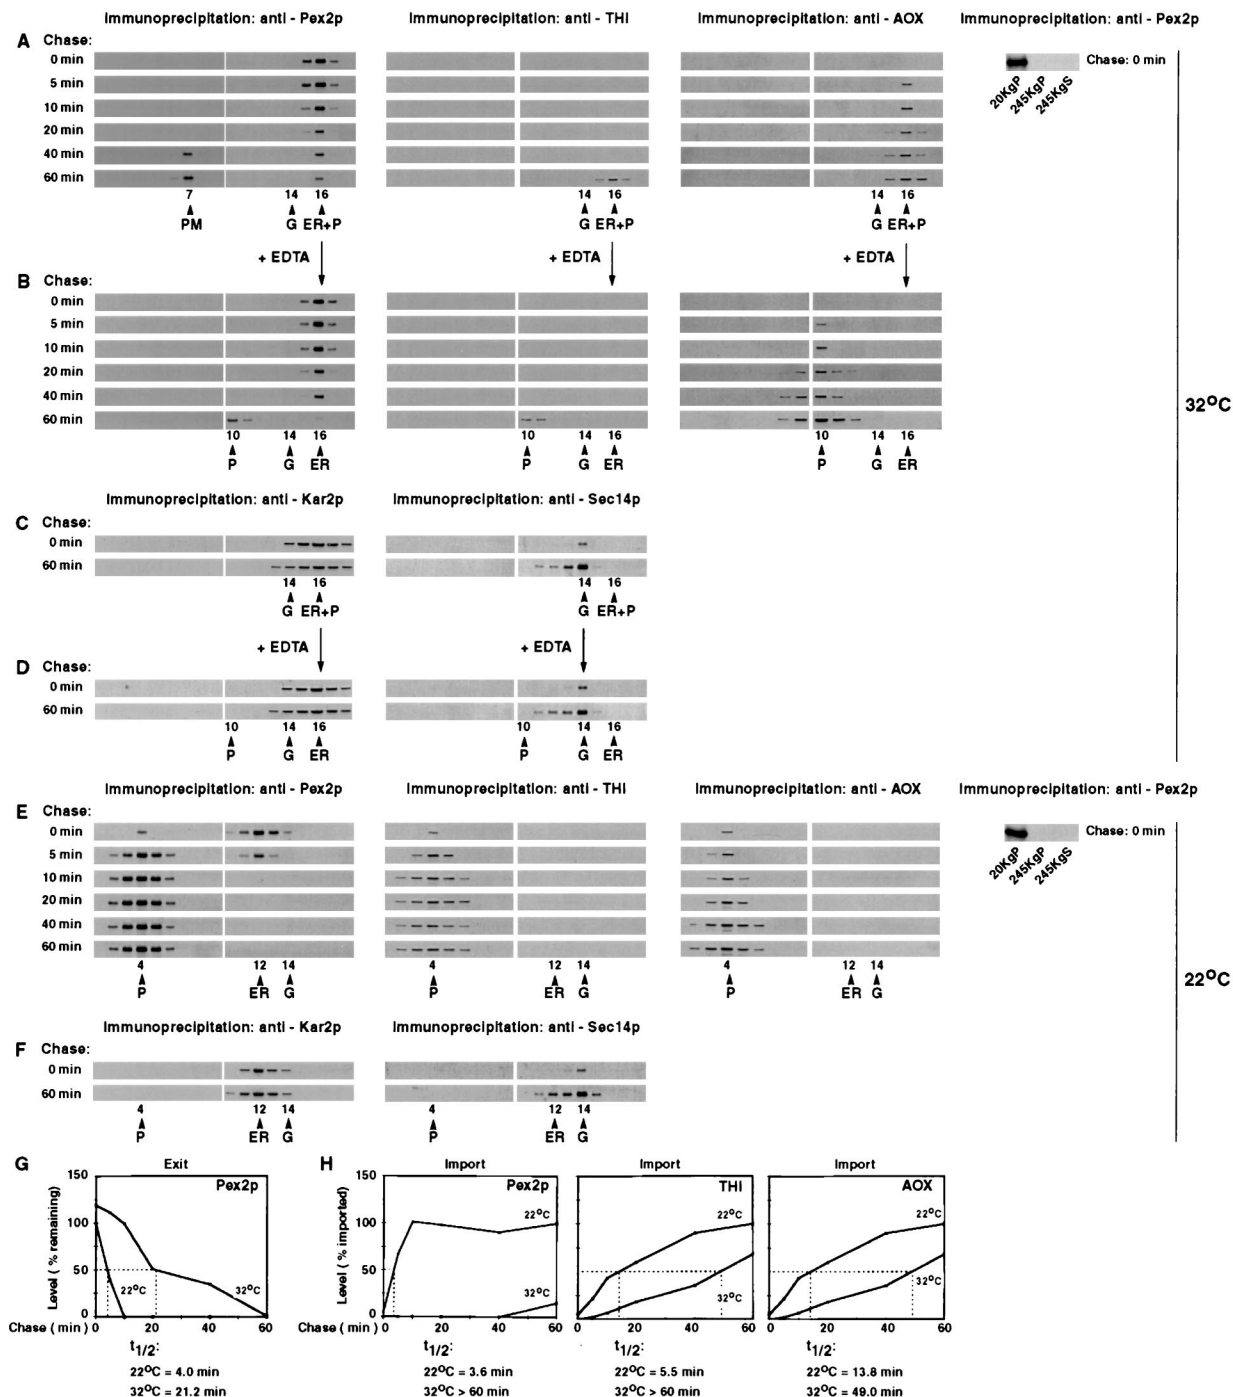 Immunoprecipitation: anti - Pex2p Immunoprecipitation: anti - THI Immunoprecipitation: anti - AOX Immunoprecipitation: anti - Pex2p
A Chase:
0 min Chase: 0 min
5 min
20KgP 245KgP 245KgS
10 min
20 min
40 min
60 min
7 14 16 14 16 14 16
PM G ER+P G ER+P G ER+P
+ EDTA + EDTA + EDTA
B Chase:
0 min
5 min
10 min
20 min
40 min
32°C
60 min
10 14 16 10 14 16 10 14 16
P G ER P G ER P G ER
Immunoprecipitation: anti - Kar2p Immunoprecipitation: anti - Sec14p
C Chase:
0 min
60 min
14 16 14 16
G ER+P G ER+P
+ EDTA + EDTA
D Chase:
0 min
60 min
10 14 16 10 14 16
P G ER P G ER
Immunoprecipitation: anti - Pex2p Immunoprecipitation: anti - THI Immunoprecipitation: anti - AOX Immunoprecipitation: anti - Pex2p
E Chase:
0 min Chase: 0 min
5 min
20KgP 245KgP 245KgS
10 min
20 min
40 min
60 min
4 12 14 4 12 14 4 12 14
P ER G P ER G P ER G
22°C
Immunoprecipitation: anti - Kar2p Immunoprecipitation: anti - Sec14p
F Chase:
0 min
60 min
4 12 14 4 12 14
P ER G P ER G
G Exit H Import Import Import
150 Pex2p 150 Pex2p THI AOX
22°C 22°C 22°C
100 100
Level ( % remaining) Level ( % imported)
50 50
22°C 32°C 32°C 32°C 32°C
0 0
Chase ( min) 0 20 40 60 Chase ( min) 0 20 40 60 0 20 40 60 0 20 40 60
t1/2: t1/2: t1/2: t1/2:
22°C = 4.0 min 22°C = 3.6 min 22°C = 5.5 min 22°C = 13.8 min
32°C = 21.2 min 32°C > 60 min 32°C > 60 min 32°C = 49.0 min